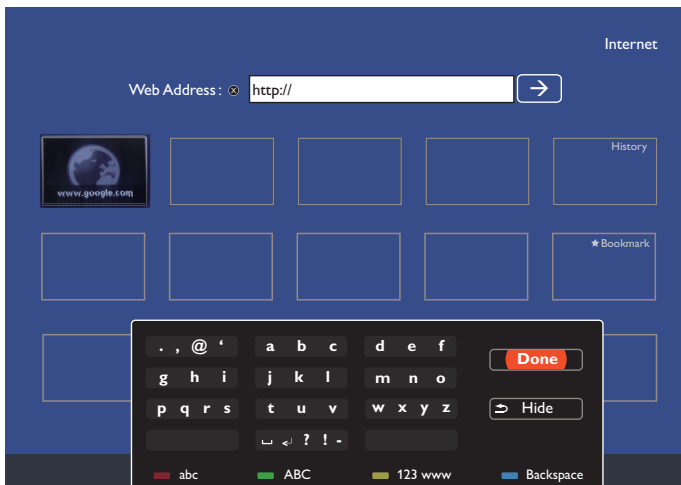 Internet
Web Address : http://
History
www.google.com
★ Bookmark
. , @ ‘ a b c d e f
Done
g h i j k l m n o
p q r s t u v w x y z
Hide
? ! -
abc ABC 123 www Backspace